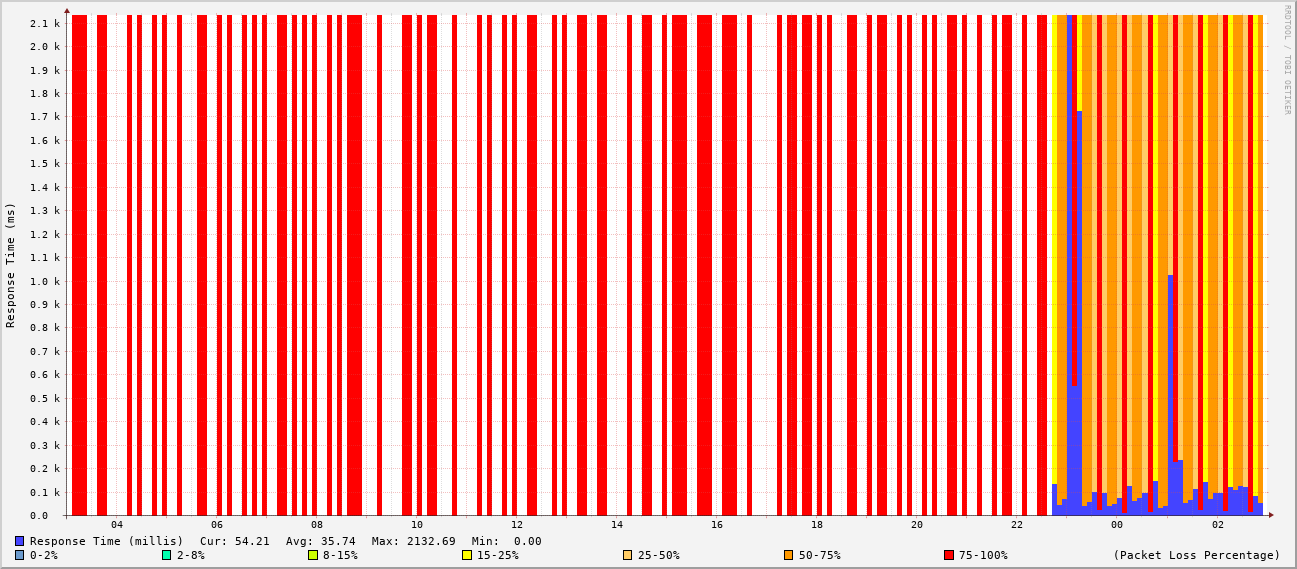 RRDTOOL / TOBI OETIKER
Response Time (ms)
2.1 k
2.0 k
1.9 k
1.8 k
1.7 k
1.6 k
1.5 k
1.4 k
1.3 k
1.2 k
1.1 k
1.0 k
0.9 k
0.8 k
0.7 k
0.6 k
0.5 k
0.4 k
0.3 k
0.2 k
0.1 k
0.0
04 06 08 10 12 14 16 18 20 22 00 02
Response Time (millis) Cur: 54.21 Avg: 35.74 Max: 2132.69 Min: 0.00
0-2% 2-8% 8-15% 15-25% 25-50% 50-75% 75-100% (Packet Loss Percentage)